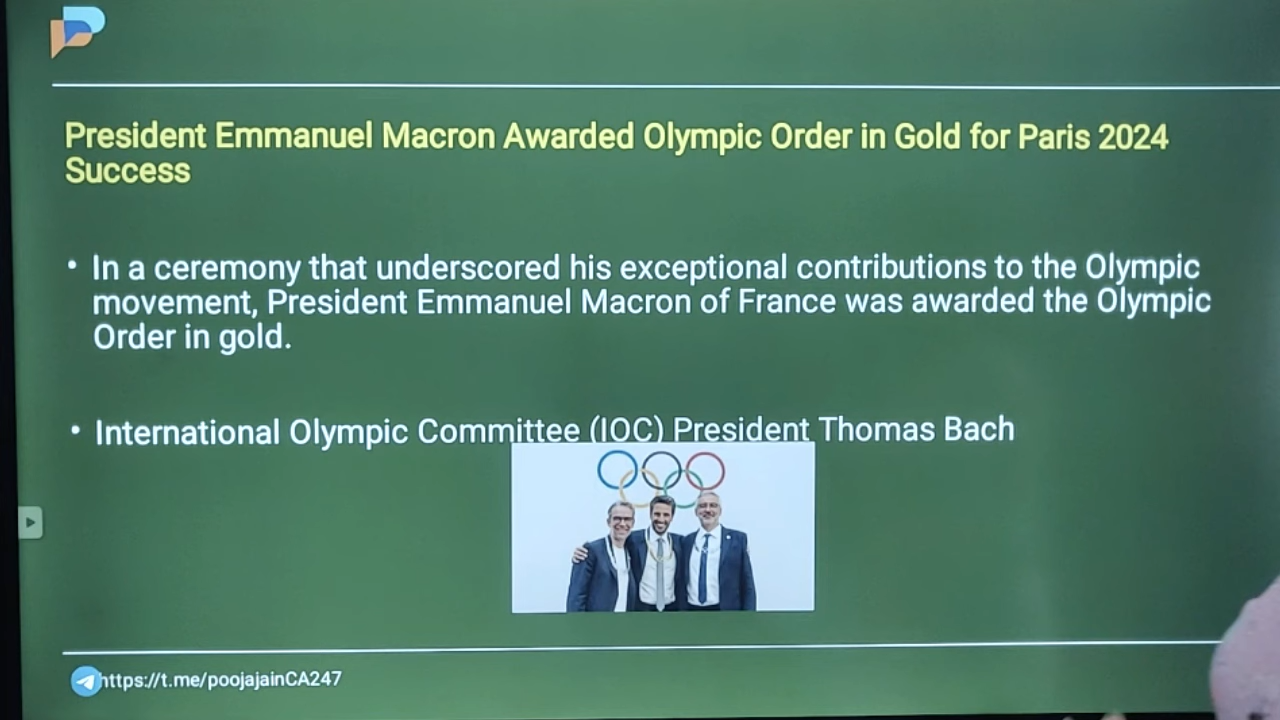 President Emmanuel Macron Awarded Olympic Order in Gold for Paris 2024
Success
• In a ceremony that underscored his exceptional contributions to the Olympic
movement, President Emmanuel Macron of France was awarded the Olympic
Order in gold.
• International Olympic Committee (IOC) President Thomas Bach
https://t.me/poojajainCA247